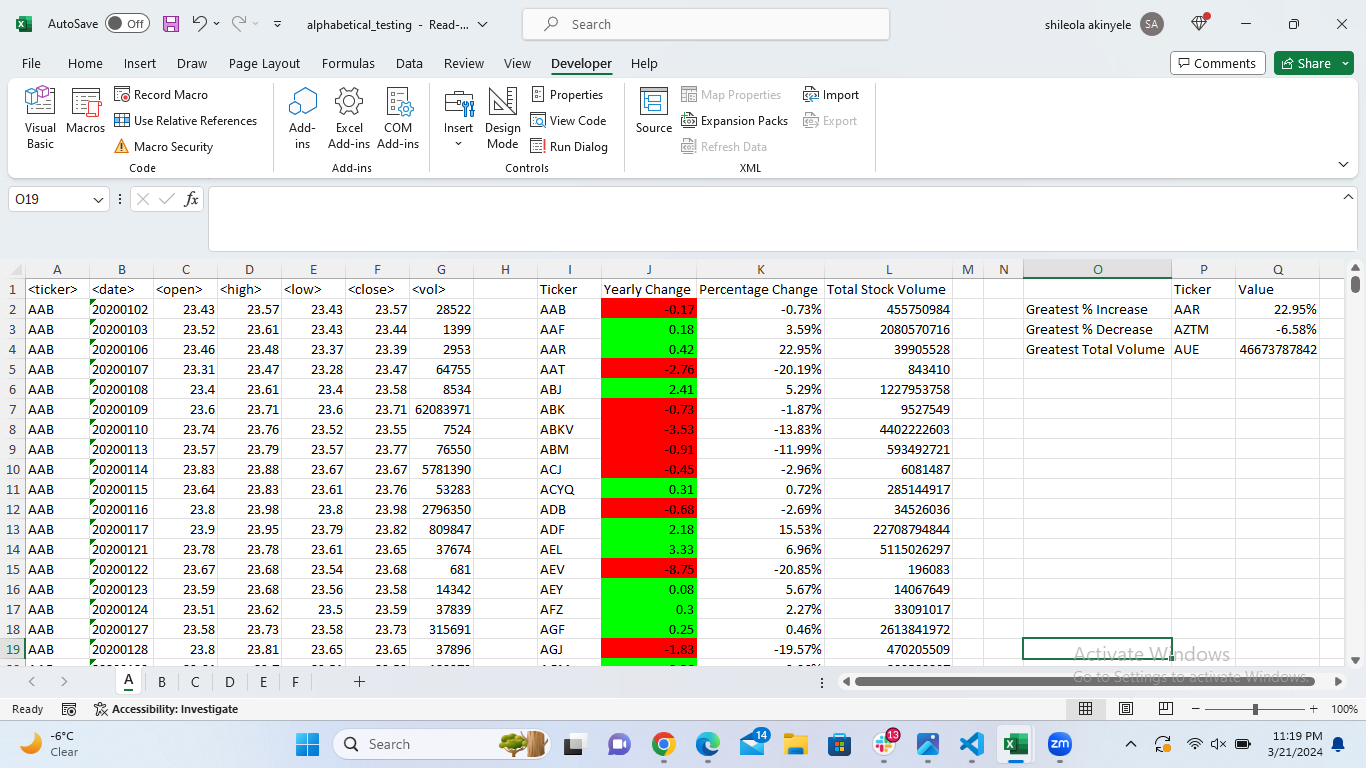 AutoSave Off alphabetical_testing - Read-... Search shileola akinyele SA
File Home Insert Draw Page Layout Formulas Data Review View Developer Help Comments Share
Visual Basic
Macros
Record Macro
Use Relative References
Macro Security
Code
Add-ins
Excel Add-ins
COM Add-ins
Add-ins
Insert
Design Mode
Properties
View Code
Run Dialog
Controls
Source
Map Properties
Expansion Packs
Refresh Data
Import
Export
XML
O19 fx
A B C D E F G H I J K L M N O P Q
1 <ticker> <date> <open> <high> <low> <close> <vol> Ticker Yearly Change Percentage Change Total Stock Volume Ticker Value
2 AAB 20200102 23.43 23.57 23.43 23.57 28522 AAB -0.17 -0.73% 455750984 Greatest % Increase AAR 22.95%
3 AAB 20200103 23.52 23.61 23.43 23.44 1399 AAF 0.18 3.59% 2080570716 Greatest % Decrease AZTM -6.58%
4 AAB 20200106 23.46 23.48 23.37 23.39 2953 AAR 0.42 22.95% 39905528 Greatest Total Volume AUE 46673787842
5 AAB 20200107 23.31 23.47 23.28 23.47 64755 AAT -2.76 -20.19% 843410
6 AAB 20200108 23.4 23.61 23.4 23.58 8534 ABJ 2.41 5.29% 1227953758
7 AAB 20200109 23.6 23.71 23.6 23.71 62083971 ABK -0.73 -1.87% 9527549
8 AAB 20200110 23.74 23.76 23.52 23.55 7524 ABKV -3.53 -13.83% 4402222603
9 AAB 20200113 23.57 23.79 23.57 23.77 76550 ABM -0.91 -11.99% 593492721
10 AAB 20200114 23.83 23.88 23.67 23.67 5781390 ACJ -0.45 -2.96% 6081487
11 AAB 20200115 23.64 23.83 23.61 23.76 53283 ACYQ 0.31 0.72% 285144917
12 AAB 20200116 23.8 23.98 23.8 23.98 2796350 ADB -0.68 -2.69% 34526036
13 AAB 20200117 23.9 23.95 23.79 23.82 809847 ADF 2.18 15.53% 22708794844
14 AAB 20200121 23.78 23.78 23.61 23.65 37674 AEL 3.33 6.96% 5115026297
15 AAB 20200122 23.67 23.68 23.54 23.68 681 AEV -8.75 -20.85% 196083
16 AAB 20200123 23.59 23.68 23.56 23.58 14342 AEY 0.08 5.67% 14067649
17 AAB 20200124 23.51 23.62 23.5 23.59 37839 AFZ 0.3 2.27% 33091017
18 AAB 20200127 23.58 23.73 23.58 23.73 315691 AGF 0.25 0.46% 2613841972
19 AAB 20200128 23.8 23.81 23.65 23.65 37896 AGJ -1.83 -19.57% 470205509
Activate Windows
Go to Settings to activate Windows.
A B C D E F
Ready Accessibility: Investigate 100%
-6°C
Clear
Search 14 13 zm
11:19 PM
3/21/2024